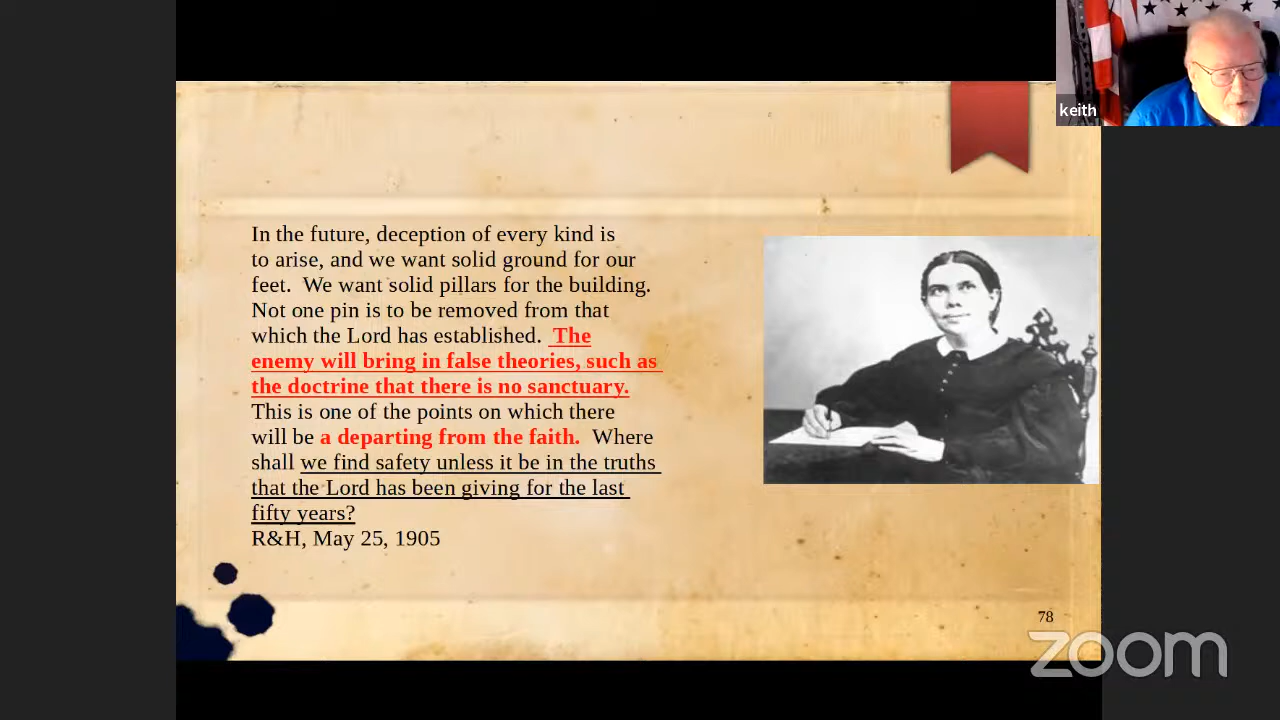 keith
In the future, deception of every kind is
to arise, and we want solid ground for our
feet.  We want solid pillars for the building.
Not one pin is to be removed from that
which the Lord has established.  The
enemy will bring in false theories, such as
the doctrine that there is no sanctuary.
This is one of the points on which there
will be a departing from the faith.  Where
shall we find safety unless it be in the truths
that the Lord has been giving for the last
fifty years?
R&H, May 25, 1905
78
zoom